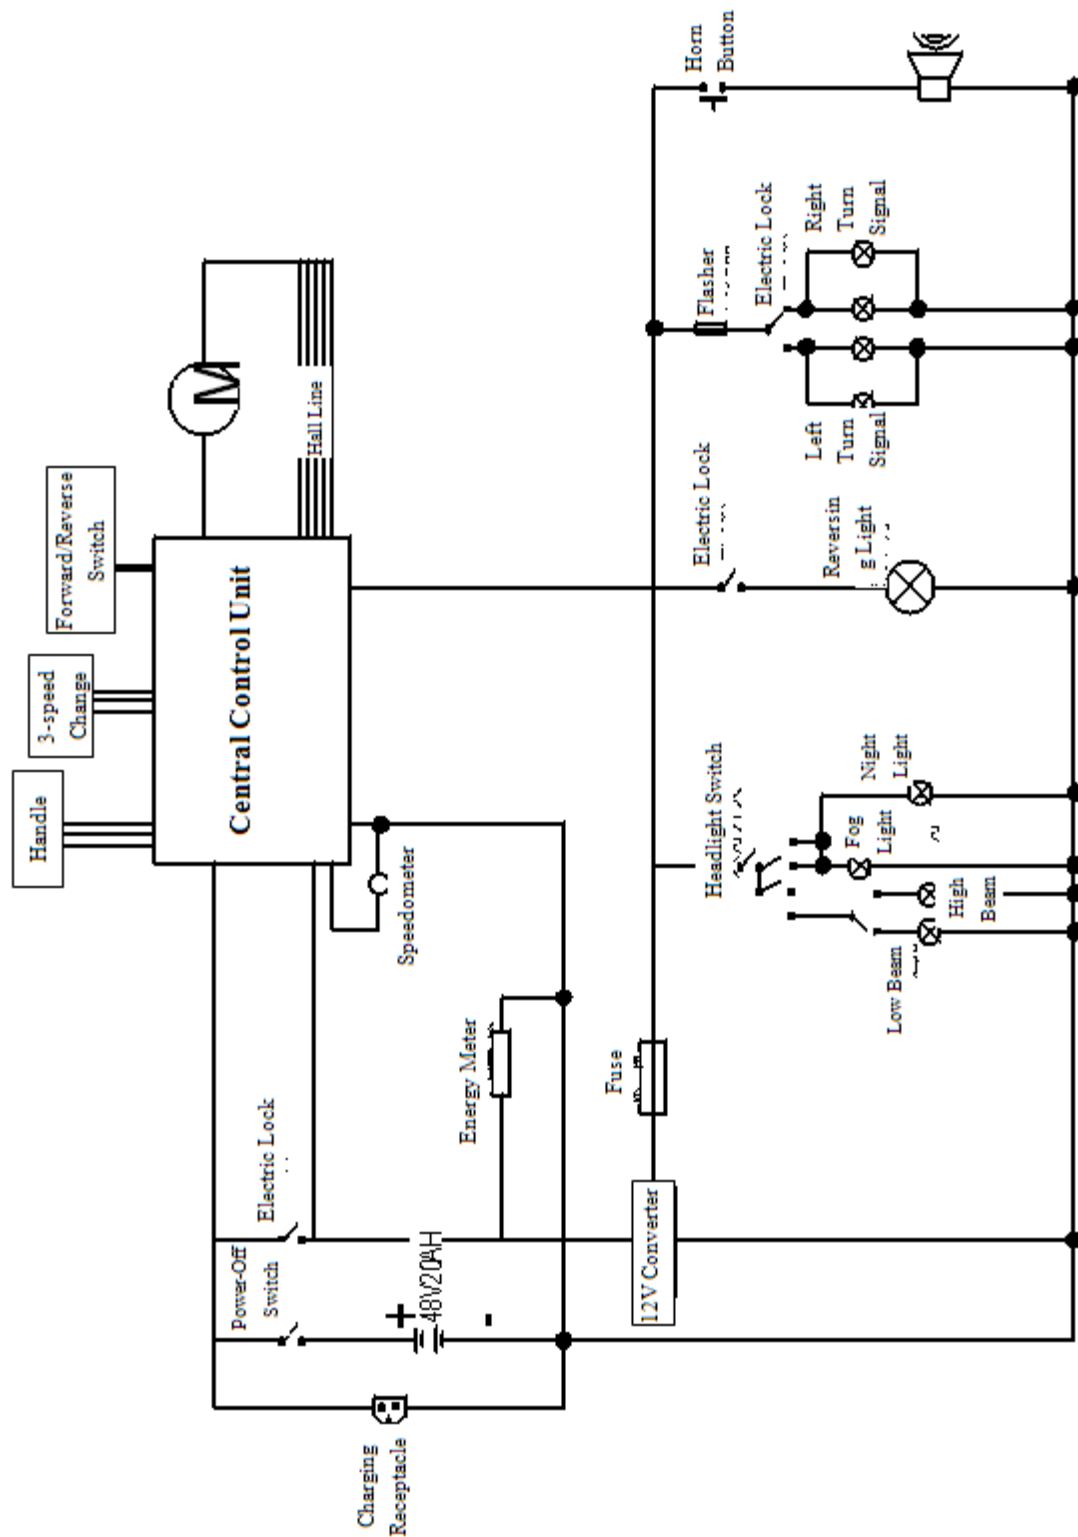 Handle
3-speed
Change
Forward/Reverse
Switch
Central Control Unit
M
Hall Line
Speedometer
Power-Off
Switch
Electric Lock
Charging
Receptacle
+
48V20AH
-
Energy Meter
12V Converter
Fuse
Headlight Switch
Low Beam
High
Beam
Fog
Light
Night
Light
Electric Lock
Reversin
g Light
Flasher
Electric Lock
Left
Turn
Signal
Right
Turn
Signal
Horn
Button